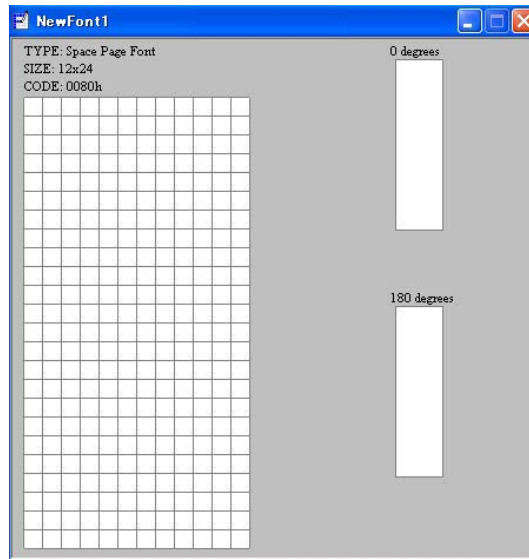 NewFont1
TYPE: Space Page Font
SIZE: 12x24
CODE: 0080h
0 degrees
180 degrees